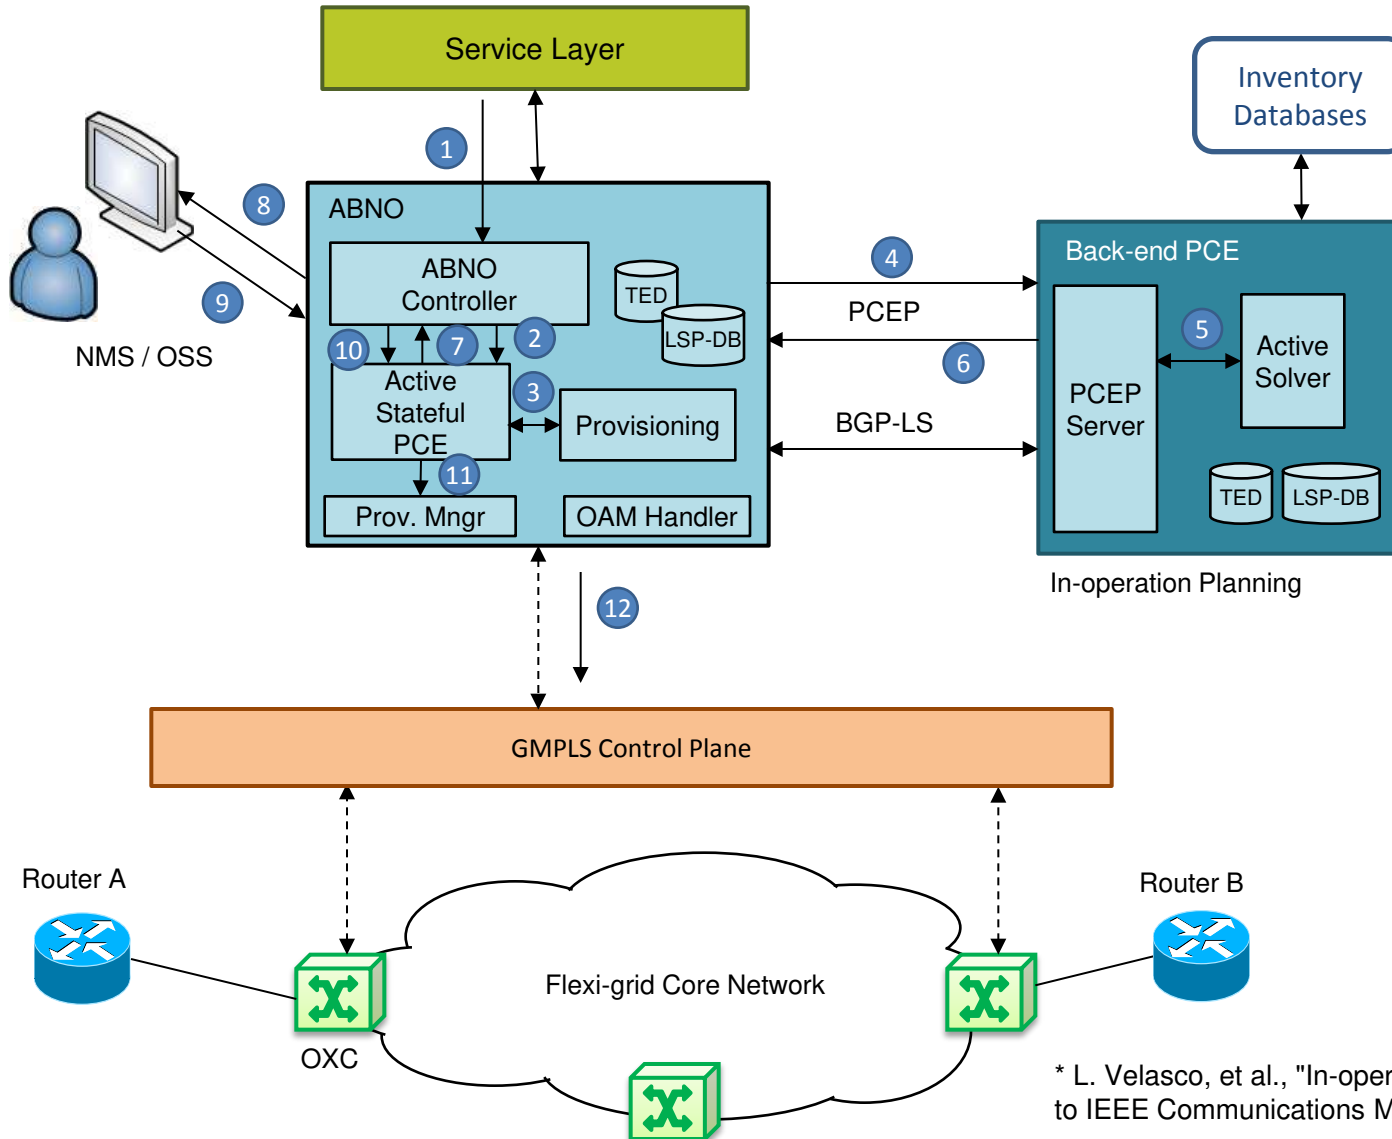 Service Layer
Inventory
Databases
1
8
ABNO
9
ABNO
Controller
TED
LSP-DB
4
PCEP
6
Back-end PCE
5
PCEP
Server
Active
Solver
NMS / OSS
10
7
2
Active
Stateful
PCE
3
Provisioning
BGP-LS
TED
LSP-DB
11
Prov. Mngr
OAM Handler
In-operation Planning
12
GMPLS Control Plane
Router A
Router B
Flexi-grid Core Network
OXC
* L. Velasco, et al., "In-oper
to IEEE Communications M